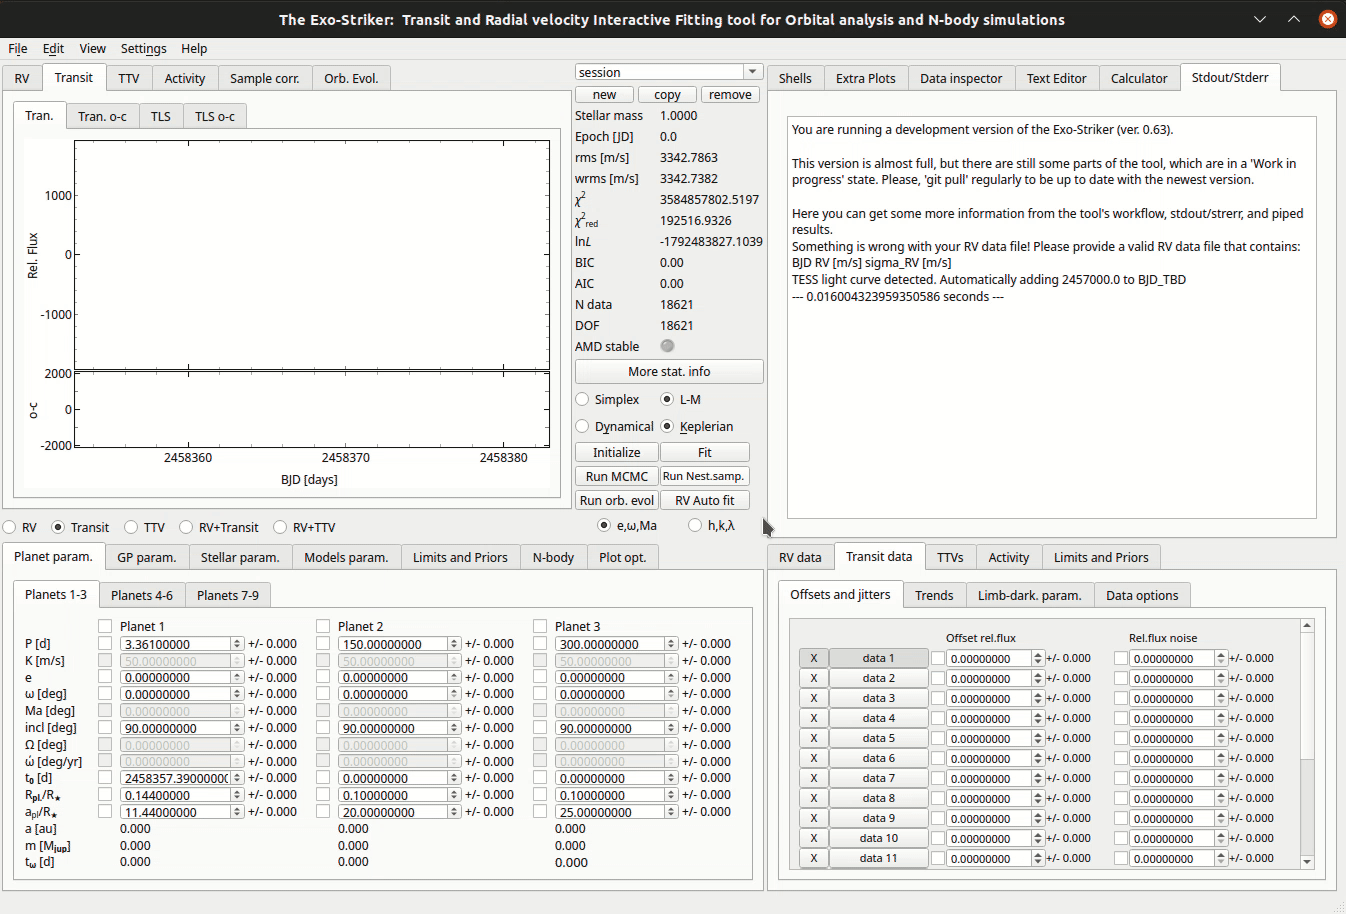 The Exo-Striker: Transit and Radial velocity Interactive Fitting tool for Orbital analysis and N-body simulations
File Edit View Settings Help
RV Transit TTV Activity Sample corr. Orb. Evol.
Tran. Tran. o-c TLS TLS o-c
1000
0
-1000
Rel. Flux
2000
0
-2000
o-c
2458360 2458370 2458380
BJD [days]
session
new copy remove
Stellar mass 1.0000
Epoch [JD] 0.0
rms [m/s] 3342.7863
wrms [m/s] 3342.7382
χ² 3584857802.5197
χ²red 192516.9326
lnL -1792483827.1039
BIC 0.00
AIC 0.00
N data 18621
DOF 18621
AMD stable
More stat. info
Simplex L-M
Dynamical Keplerian
Initialize Fit
Run MCMC Run Nest.samp.
Run orb. evol RV Auto fit
e,ω,Ma h,k,λ
Shells Extra Plots Data inspector Text Editor Calculator Stdout/Stderr
You are running a development version of the Exo-Striker (ver. 0.63).
This version is almost full, but there are still some parts of the tool, which are in a 'Work in
progress' state. Please, 'git pull' regularly to be up to date with the newest version.
Here you can get some more information from the tool's workflow, stdout/strerr, and piped
results.
Something is wrong with your RV data file! Please provide a valid RV data file that contains:
BJD RV [m/s] sigma_RV [m/s]
TESS light curve detected. Automatically adding 2457000.0 to BJD_TBD
--- 0.016004323959350586 seconds ---
RV Transit TTV RV+Transit RV+TTV
Planet param. GP param. Stellar param. Models param. Limits and Priors N-body Plot opt.
Planets 1-3 Planets 4-6 Planets 7-9
Planet 1 Planet 2 Planet 3
P [d] 3.36100000 +/- 0.000 150.00000000 +/- 0.000 300.00000000 +/- 0.000
K [m/s] 50.00000000 +/- 0.000 50.00000000 +/- 0.000 50.00000000 +/- 0.000
e 0.00000000 +/- 0.000 0.00000000 +/- 0.000 0.00000000 +/- 0.000
ω [deg] 0.00000000 +/- 0.000 0.00000000 +/- 0.000 0.00000000 +/- 0.000
Ma [deg] 0.00000000 +/- 0.000 0.00000000 +/- 0.000 0.00000000 +/- 0.000
incl [deg] 90.00000000 +/- 0.000 90.00000000 +/- 0.000 90.00000000 +/- 0.000
Ω [deg] 0.00000000 +/- 0.000 0.00000000 +/- 0.000 0.00000000 +/- 0.000
ώ [deg/yr] 0.00000000 +/- 0.000 0.00000000 +/- 0.000 0.00000000 +/- 0.000
t₀ [d] 2458357.39000000 +/- 0.000 0.00000000 +/- 0.000 0.00000000 +/- 0.000
Rpl./R★ 0.14400000 +/- 0.000 0.10000000 +/- 0.000 0.10000000 +/- 0.000
apl/R★ 11.44000000 +/- 0.000 20.00000000 +/- 0.000 25.00000000 +/- 0.000
a [au] 0.000 0.000 0.000
m [Mjup] 0.000 0.000 0.000
tω [d] 0.000 0.000 0.000
RV data Transit data TTVs Activity Limits and Priors
Offsets and jitters Trends Limb-dark. param. Data options
Offset rel.flux Rel.flux noise
X data 1 0.00000000 +/- 0.000 0.00000000 +/- 0.000
X data 2 0.00000000 +/- 0.000 0.00000000 +/- 0.000
X data 3 0.00000000 +/- 0.000 0.00000000 +/- 0.000
X data 4 0.00000000 +/- 0.000 0.00000000 +/- 0.000
X data 5 0.00000000 +/- 0.000 0.00000000 +/- 0.000
X data 6 0.00000000 +/- 0.000 0.00000000 +/- 0.000
X data 7 0.00000000 +/- 0.000 0.00000000 +/- 0.000
X data 8 0.00000000 +/- 0.000 0.00000000 +/- 0.000
X data 9 0.00000000 +/- 0.000 0.00000000 +/- 0.000
X data 10 0.00000000 +/- 0.000 0.00000000 +/- 0.000
X data 11 0.00000000 +/- 0.000 0.00000000 +/- 0.000